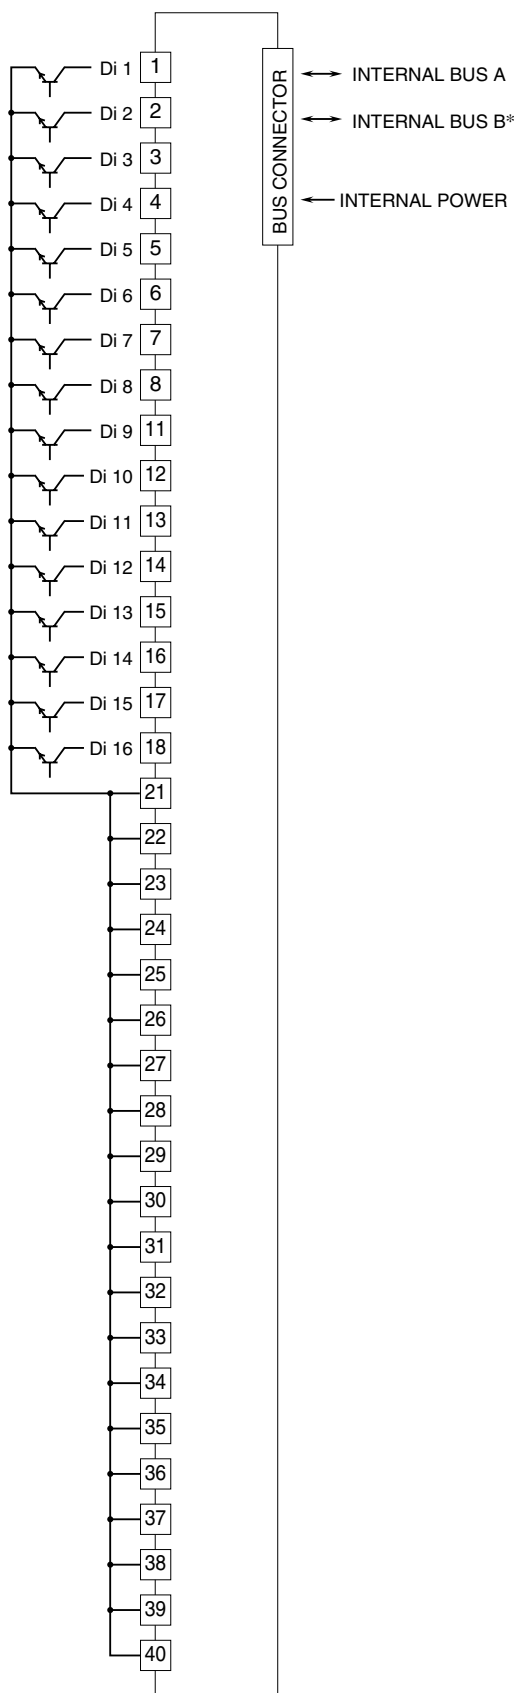 Di 1 1
Di 2 2
Di 3 3
Di 4 4
Di 5 5
Di 6 6
Di 7 7
Di 8 8
Di 9 11
Di 10 12
Di 11 13
Di 12 14
Di 13 15
Di 14 16
Di 15 17
Di 16 18
21
22
23
24
25
26
27
28
29
30
31
32
33
34
35
36
37
38
39
40
BUS CONNECTOR
INTERNAL BUS A
INTERNAL BUS B*
INTERNAL POWER